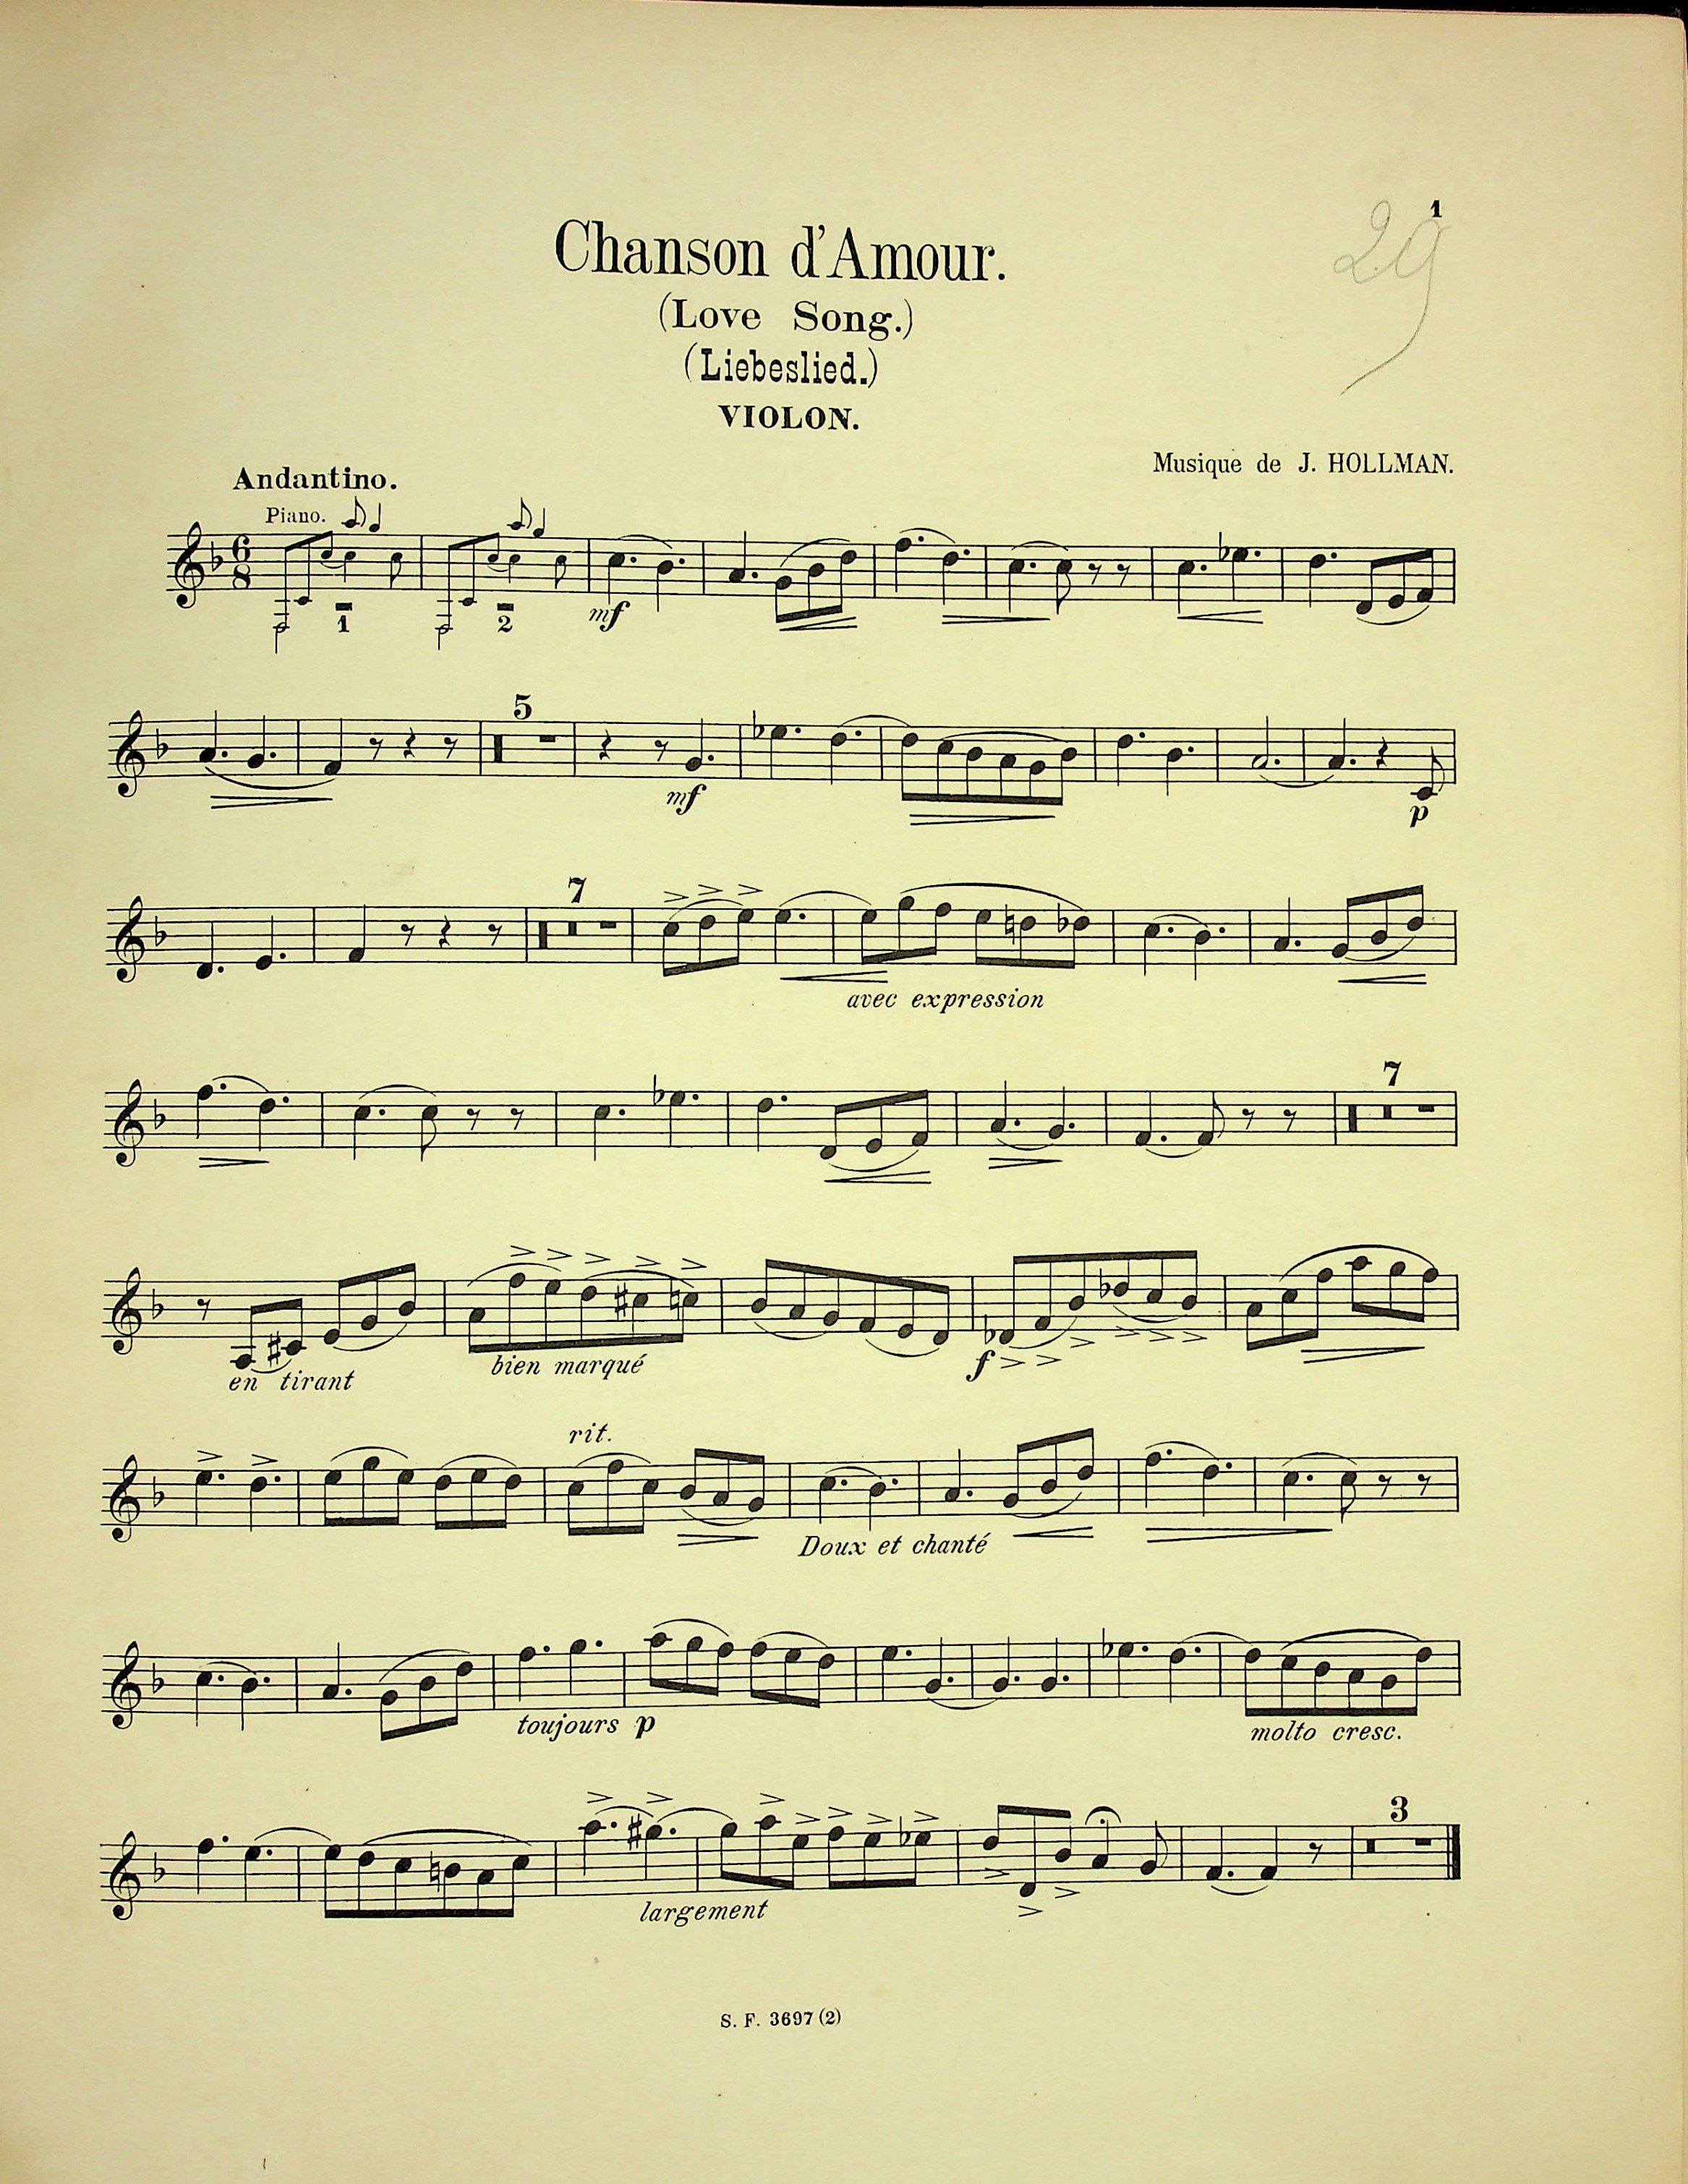 1
29
Chanson d'Amour.
(Love Song.)
(Liebeslied.)
VIOLON.
Musique de J. HOLLMAN.
Andantino.
Piano.
6
8
1
2
mf
5
mf
p
7
avec expression
7
en tirant
bien marqué
f
rit.
Doux et chanté
toujours p
molto cresc.
3
largement
S. F. 3697 (2)